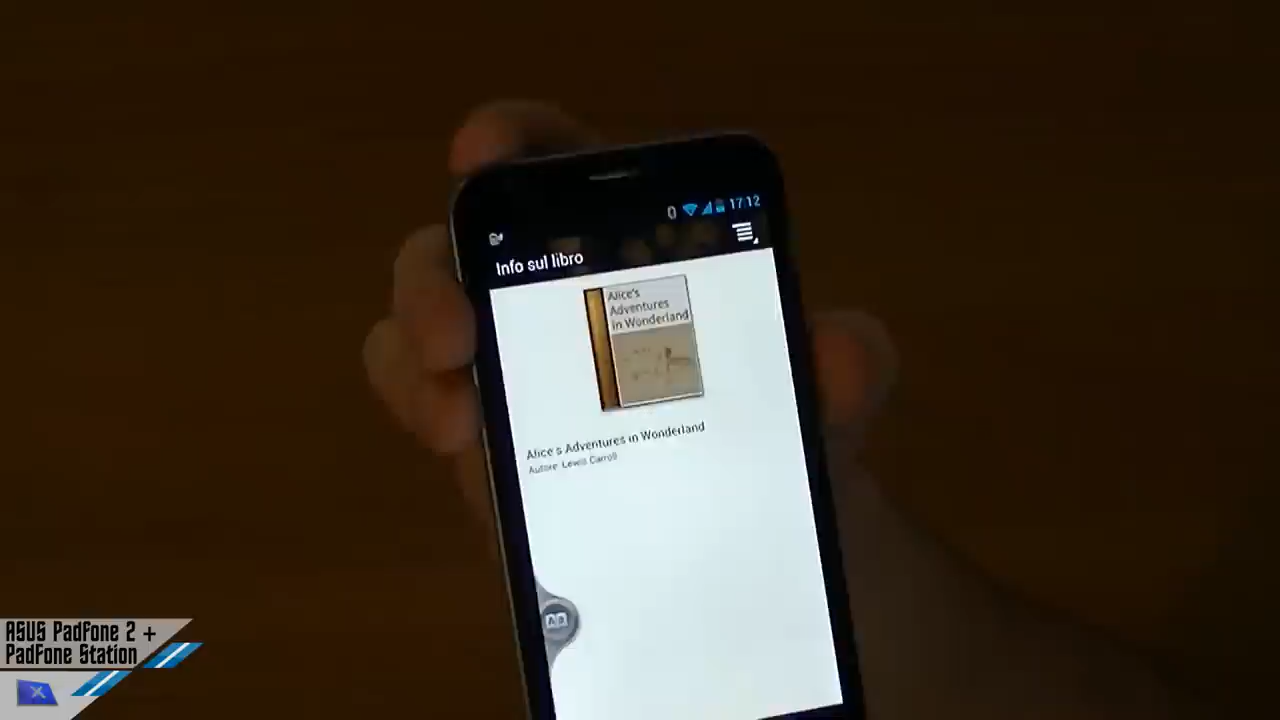 17:12
Info sul libro
Alice's
Adventures
in Wonderland
Alice's Adventures in Wonderland
Autore: Lewis Carroll
ASUS PadFone 2 +
PadFone Station